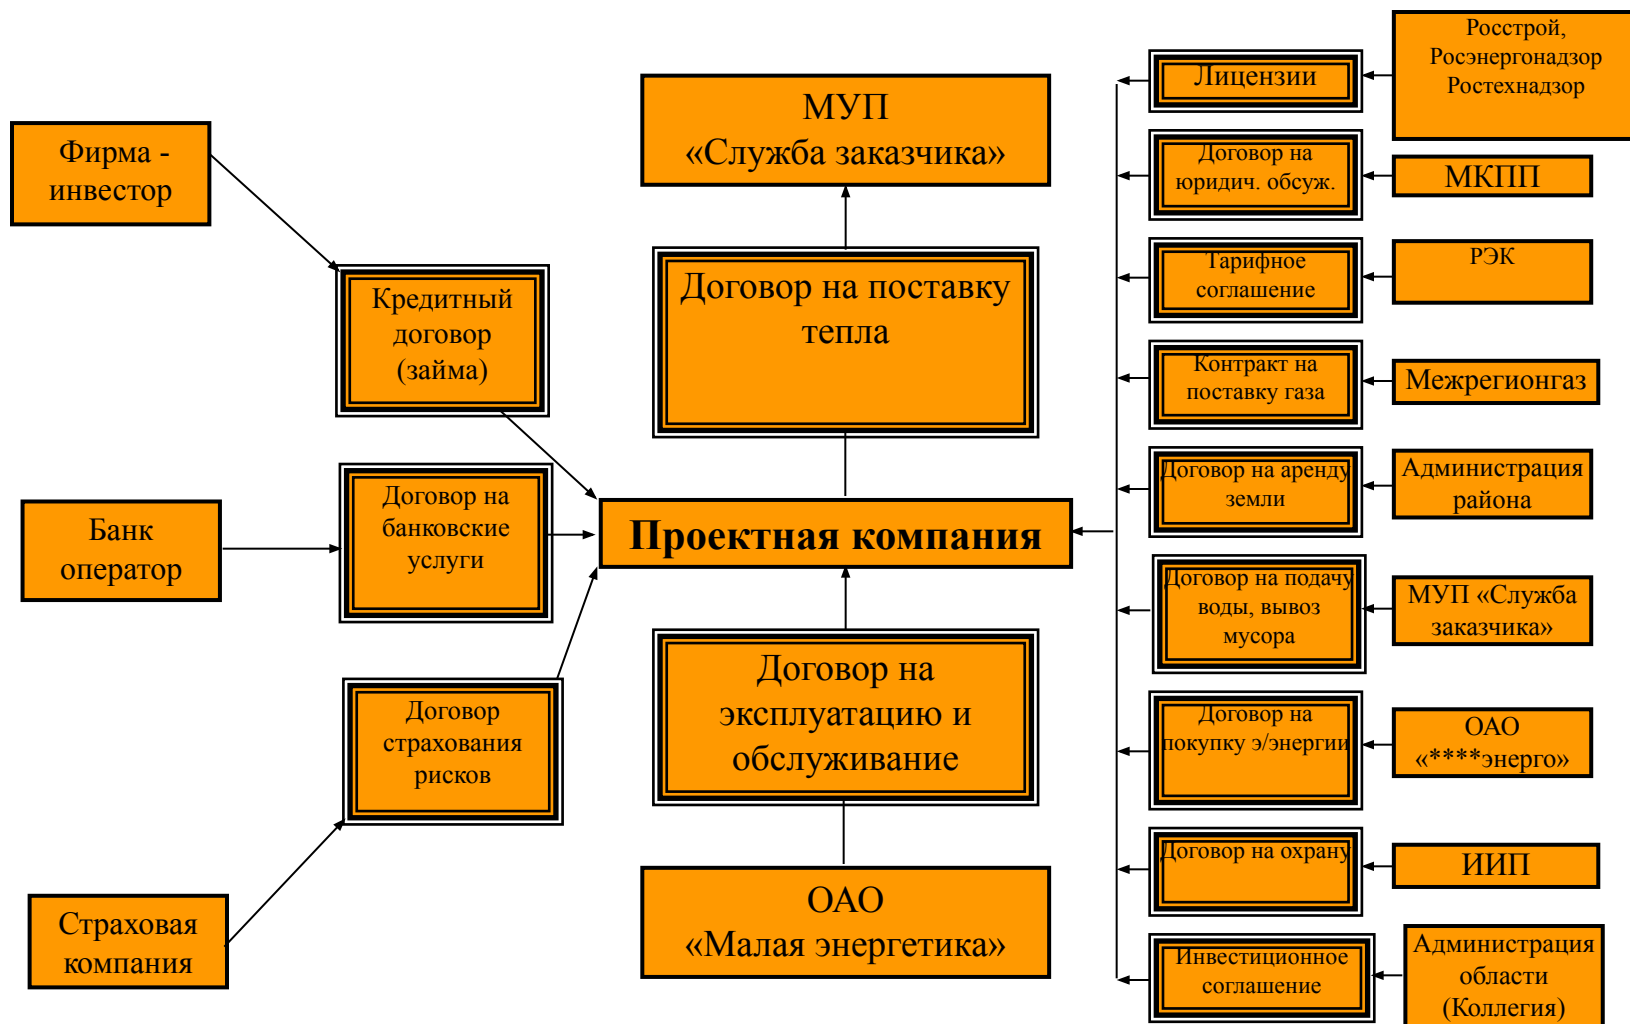 Фирма -
инвестор
Банк
оператор
Страховая
компания
Кредитный
договор
(займа)
Договор на
банковские
услуги
Договор
страхования
рисков
МУП
«Служба заказчика»
Договор на поставку
тепла
Проектная компания
Договор на
эксплуатацию и
обслуживание
ОАО
«Малая энергетика»
Лицензии
Росстрой,
Росэнергонадзор
Ростехнадзор
Договор на
юридич. обсуж.
МКПП
Тарифное
соглашение
РЭК
Контракт на
поставку газа
Межрегионгаз
Договор на аренду
земли
Администрация
района
Договор на подачу
воды, вывоз
мусора
МУП «Служба
заказчика»
Договор на
покупку э/энергии
ОАО
«****энерго»
Договор на охрану
ИИП
Инвестиционное
соглашение
Администрация
области
(Коллегия)